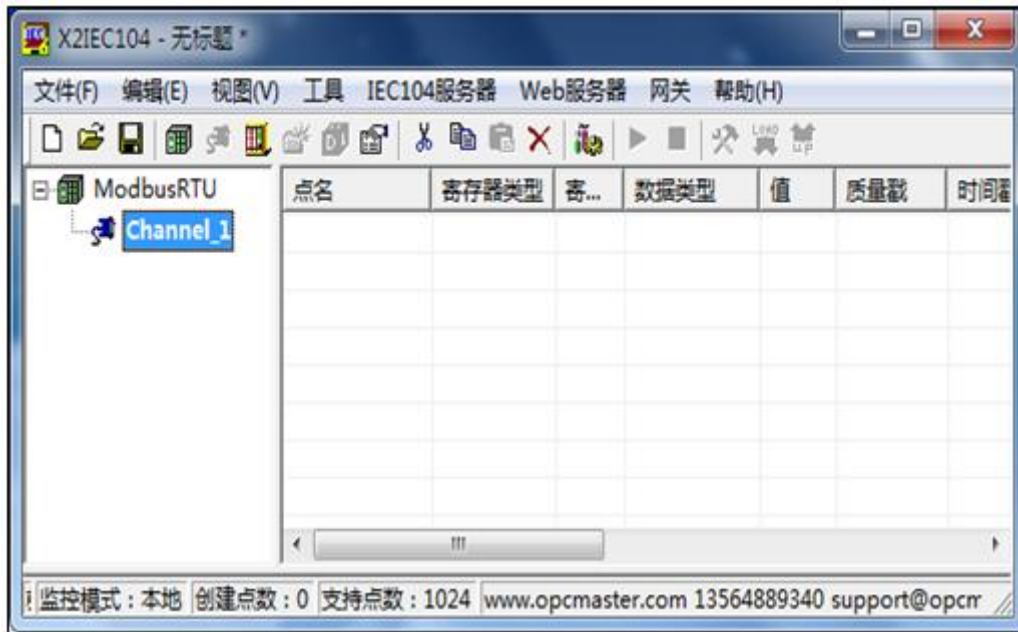 X2IEC104 - 无标题 *
文件(F) 编辑(E) 视图(V) 工具 IEC104服务器 Web服务器 网关 帮助(H)
ModbusRTU
点名 寄存器类型 寄... 数据类型 值 质量戳 时间戳
Channel_1
监控模式：本地 创建点数：0 支持点数：1024 www.opcmaster.com 13564889340 support@opcm